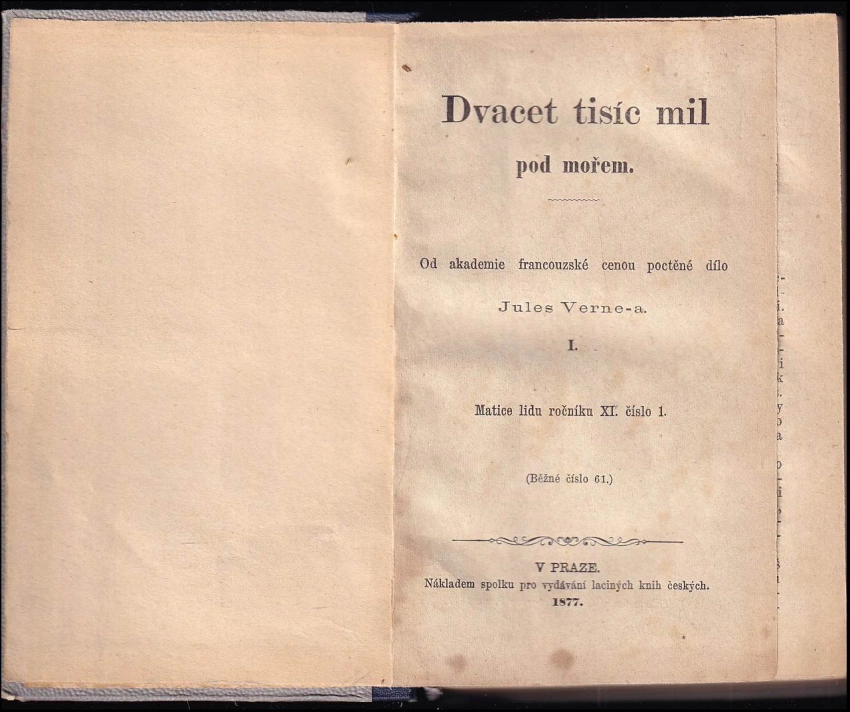 Dvacet tisíc mil
pod mořem.
Od akademie francouzské cenou poctěné dílo
Jules Verne-a.
I.
Matice lidu ročníku XI. číslo 1.
(Běžné číslo 61.)
V PRAZE.
Nákladem spolku pro vydávání laciných knih českých.
1877.